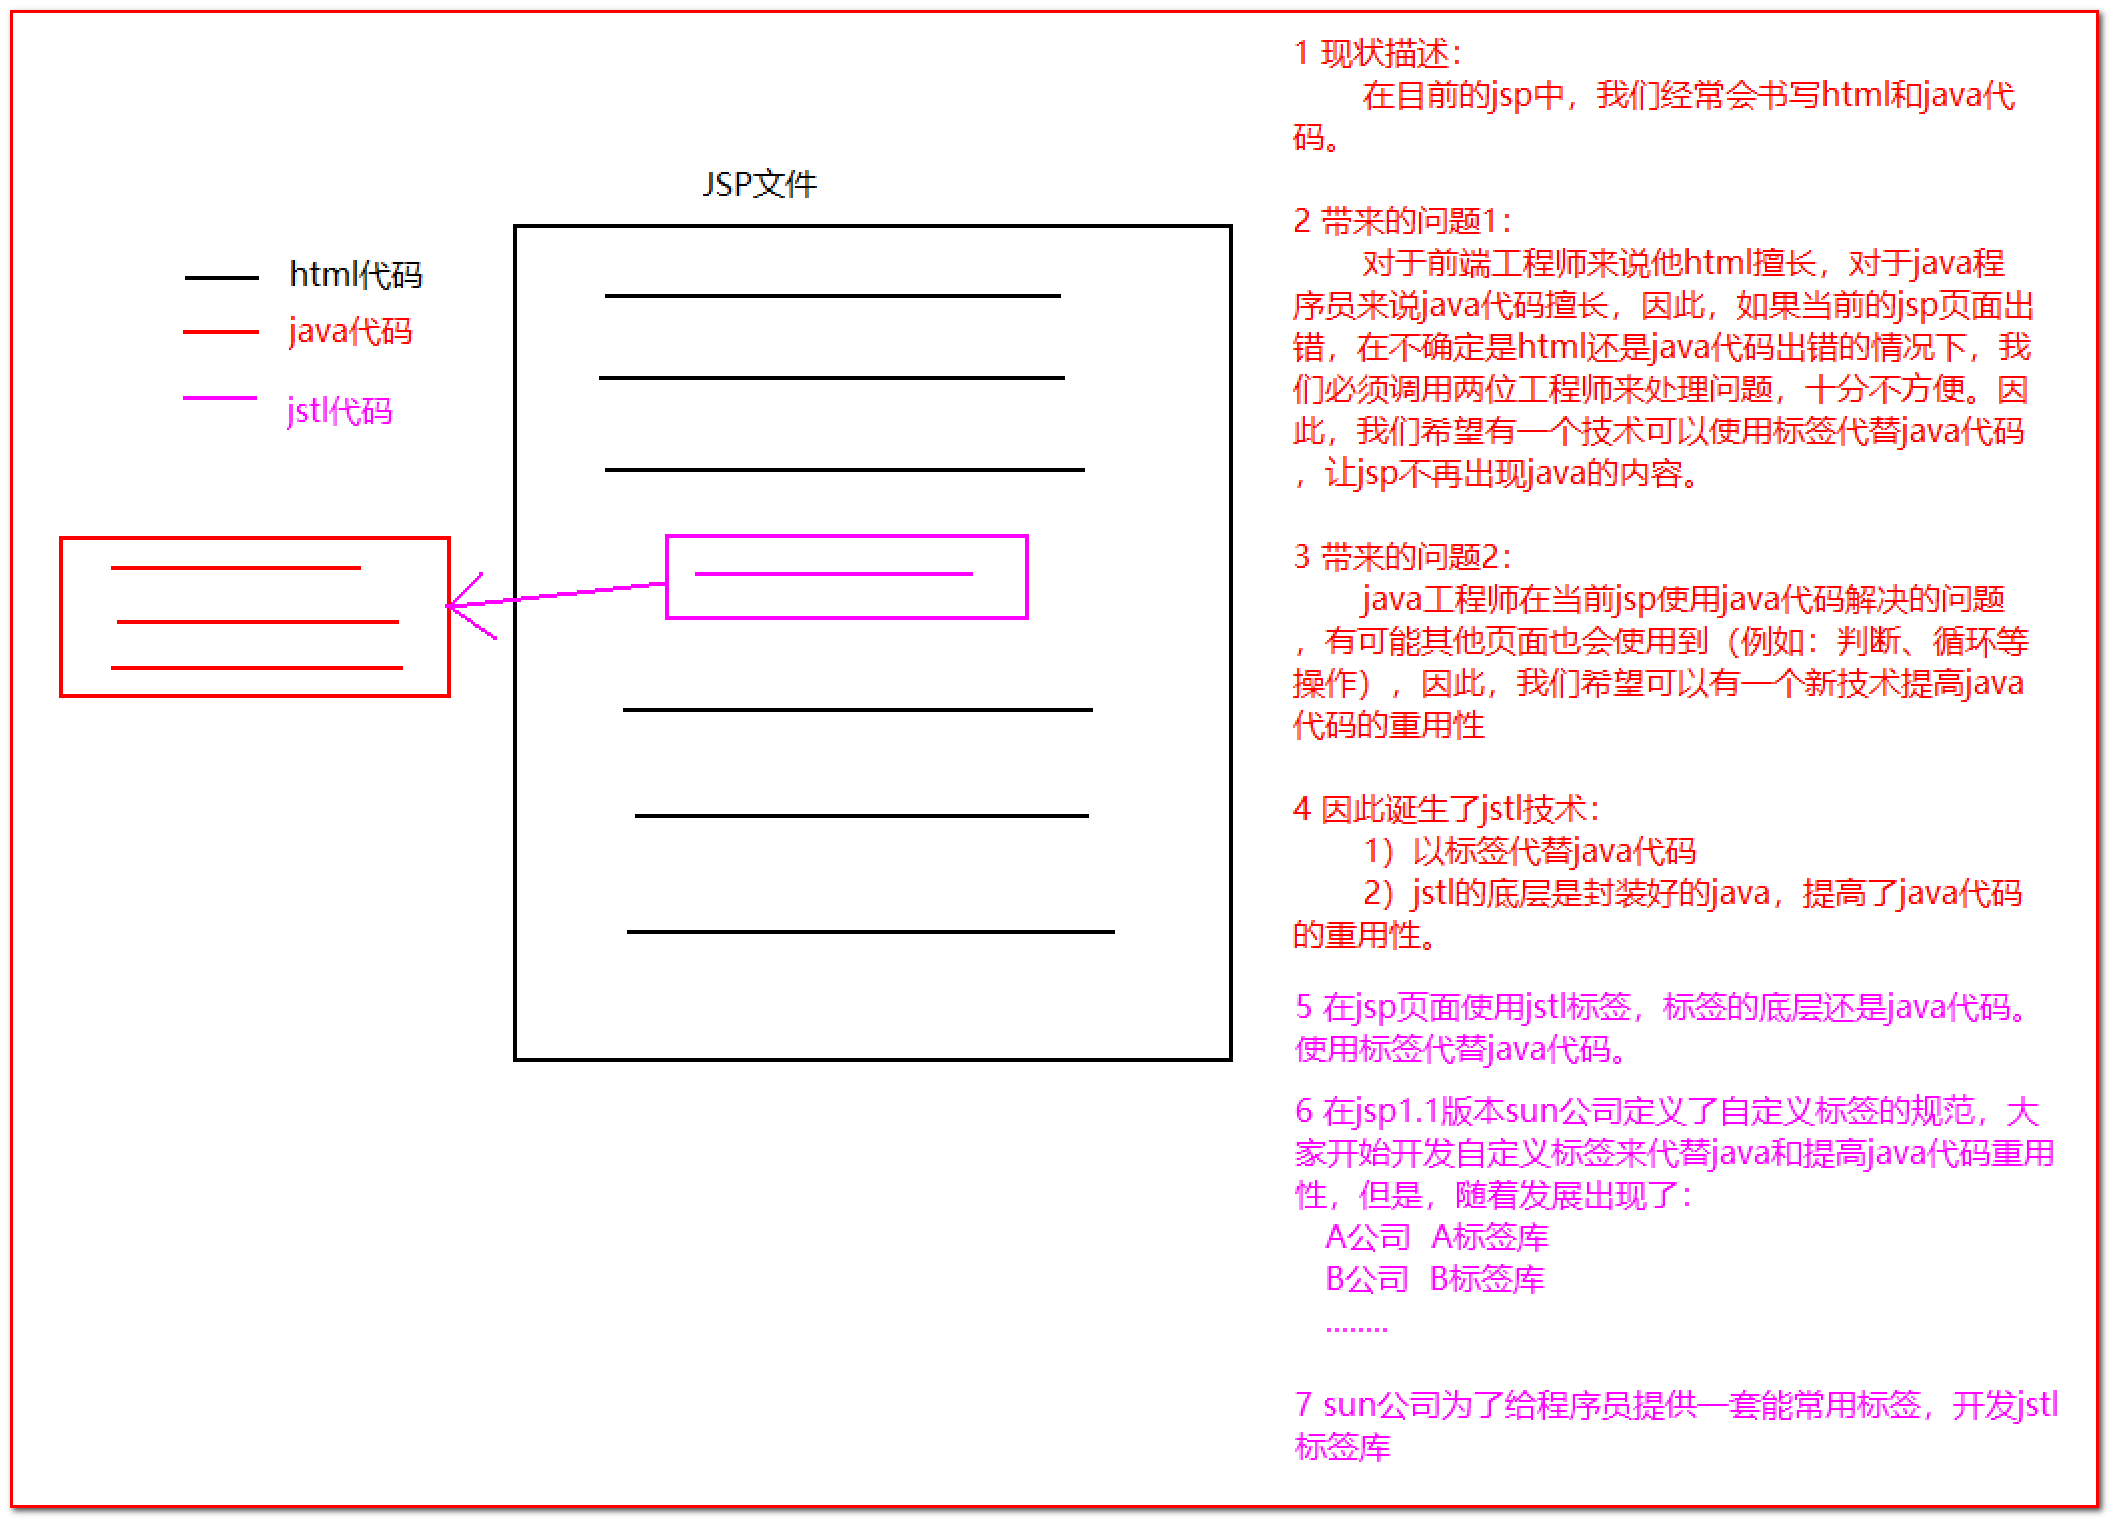 JSP文件
html代码
java代码
jstl代码
1 现状描述：
在目前的jsp中，我们经常会书写html和java代
码。
2 带来的问题1：
对于前端工程师来说他html擅长，对于java程
序员来说java代码擅长，因此，如果当前的jsp页面出
错，在不确定是html还是java代码出错的情况下，我
们必须调用两位工程师来处理问题，十分不方便。因
此，我们希望有一个技术可以使用标签代替java代码
，让jsp不再出现java的内容。
3 带来的问题2：
java工程师在当前jsp使用java代码解决的问题
，有可能其他页面也会使用到（例如：判断、循环等
操作），因此，我们希望可以有一个新技术提高java
代码的重用性
4 因此诞生了jstl技术：
1）以标签代替java代码
2）jstl的底层是封装好的java，提高了java代码
的重用性。
5 在jsp页面使用jstl标签，标签的底层还是java代码。
使用标签代替java代码。
6 在jsp1.1版本sun公司定义了自定义标签的规范，大
家开始开发自定义标签来代替java和提高java代码重用
性，但是，随着发展出现了：
A公司 A标签库
B公司 B标签库
........
7 sun公司为了给程序员提供一套能常用标签，开发jstl
标签库